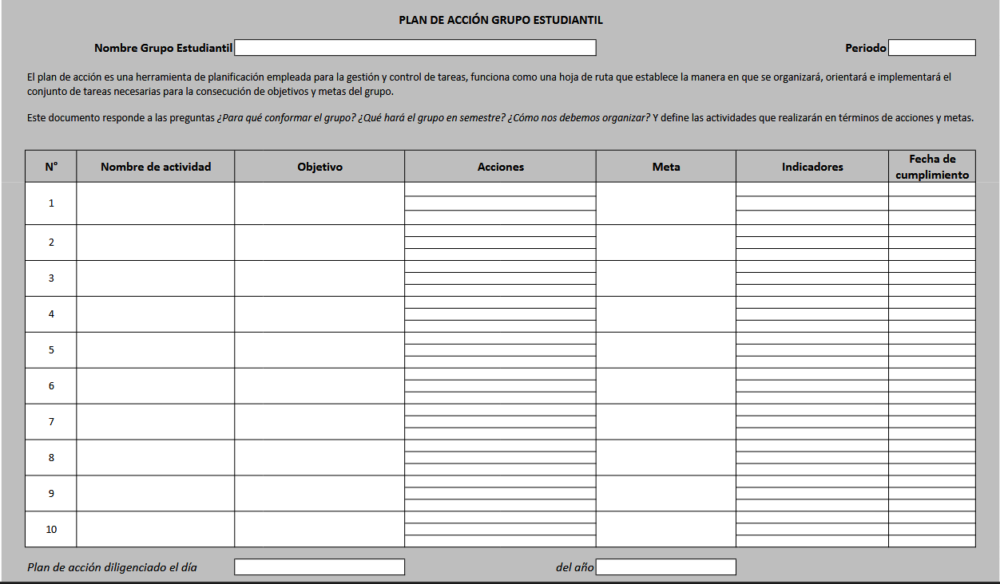 PLAN DE ACCIÓN GRUPO ESTUDIANTIL
Nombre Grupo Estudiantil
Periodo
El plan de acción es una herramienta de planificación empleada para la gestión y control de tareas, funciona como una hoja de ruta que establece la manera en que se organizará, orientará e implementará el
conjunto de tareas necesarias para la consecución de objetivos y metas del grupo.
Este documento responde a las preguntas ¿Para qué conformar el grupo? ¿Qué hará el grupo en semestre? ¿Cómo nos debemos organizar? Y define las actividades que realizarán en términos de acciones y metas.
N° Nombre de actividad Objetivo Acciones Meta Indicadores Fecha de cumplimiento
1
2
3
4
5
6
7
8
9
10
Plan de acción diligenciado el día
del año